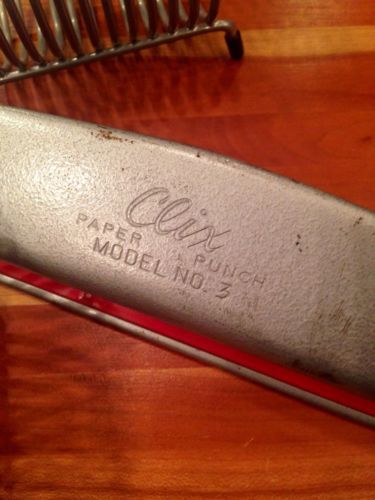 Clix
PAPER PUNCH
MODEL NO. 3